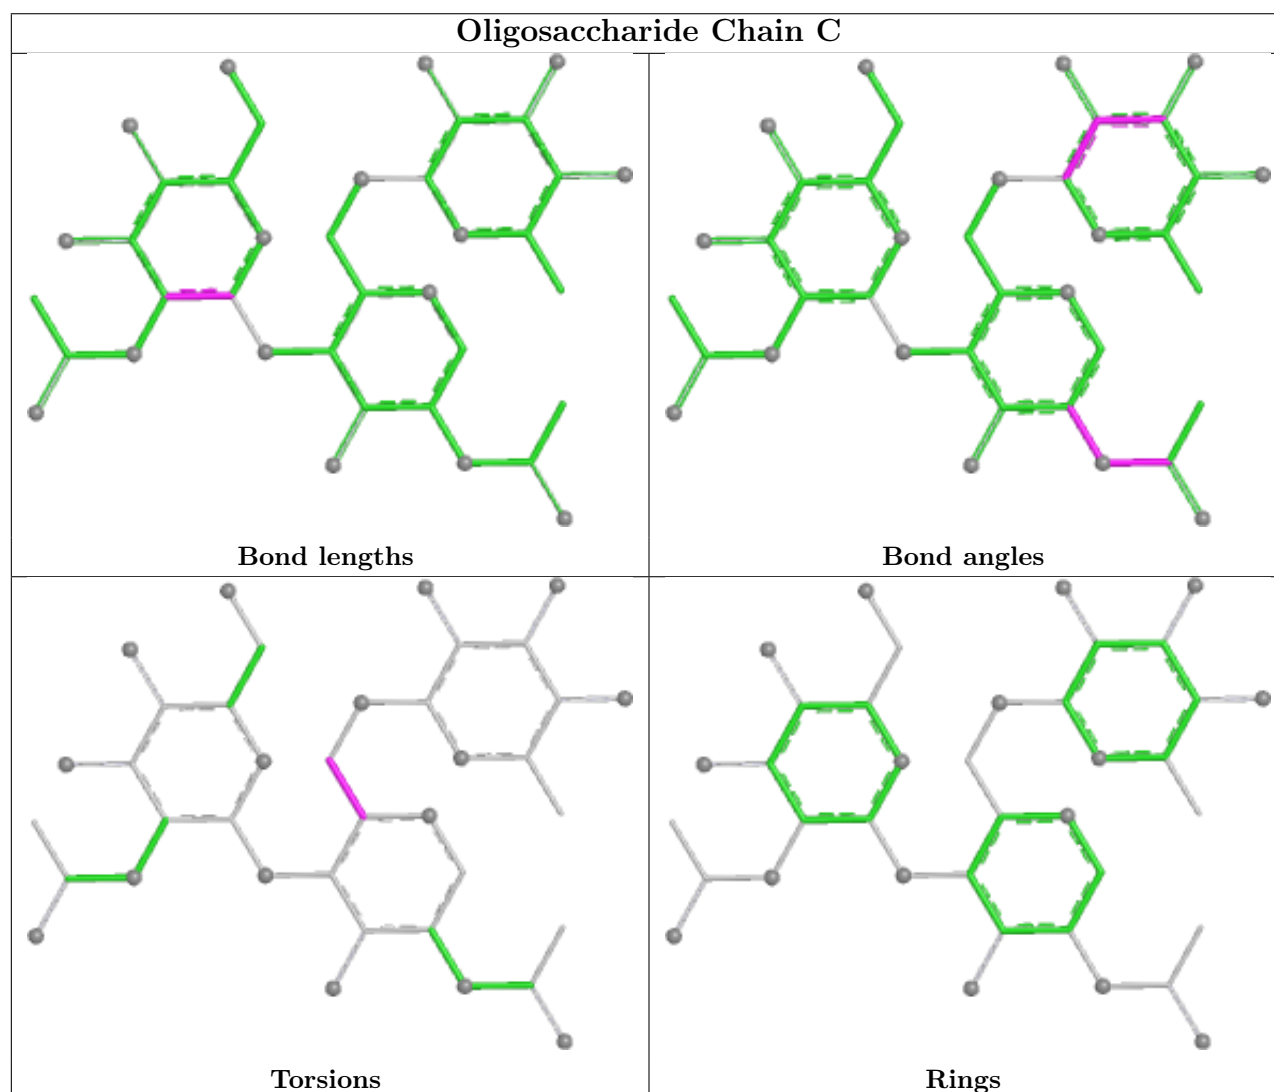 Oligosaccharide Chain C
Bond lengths
Bond angles
Torsions
Rings